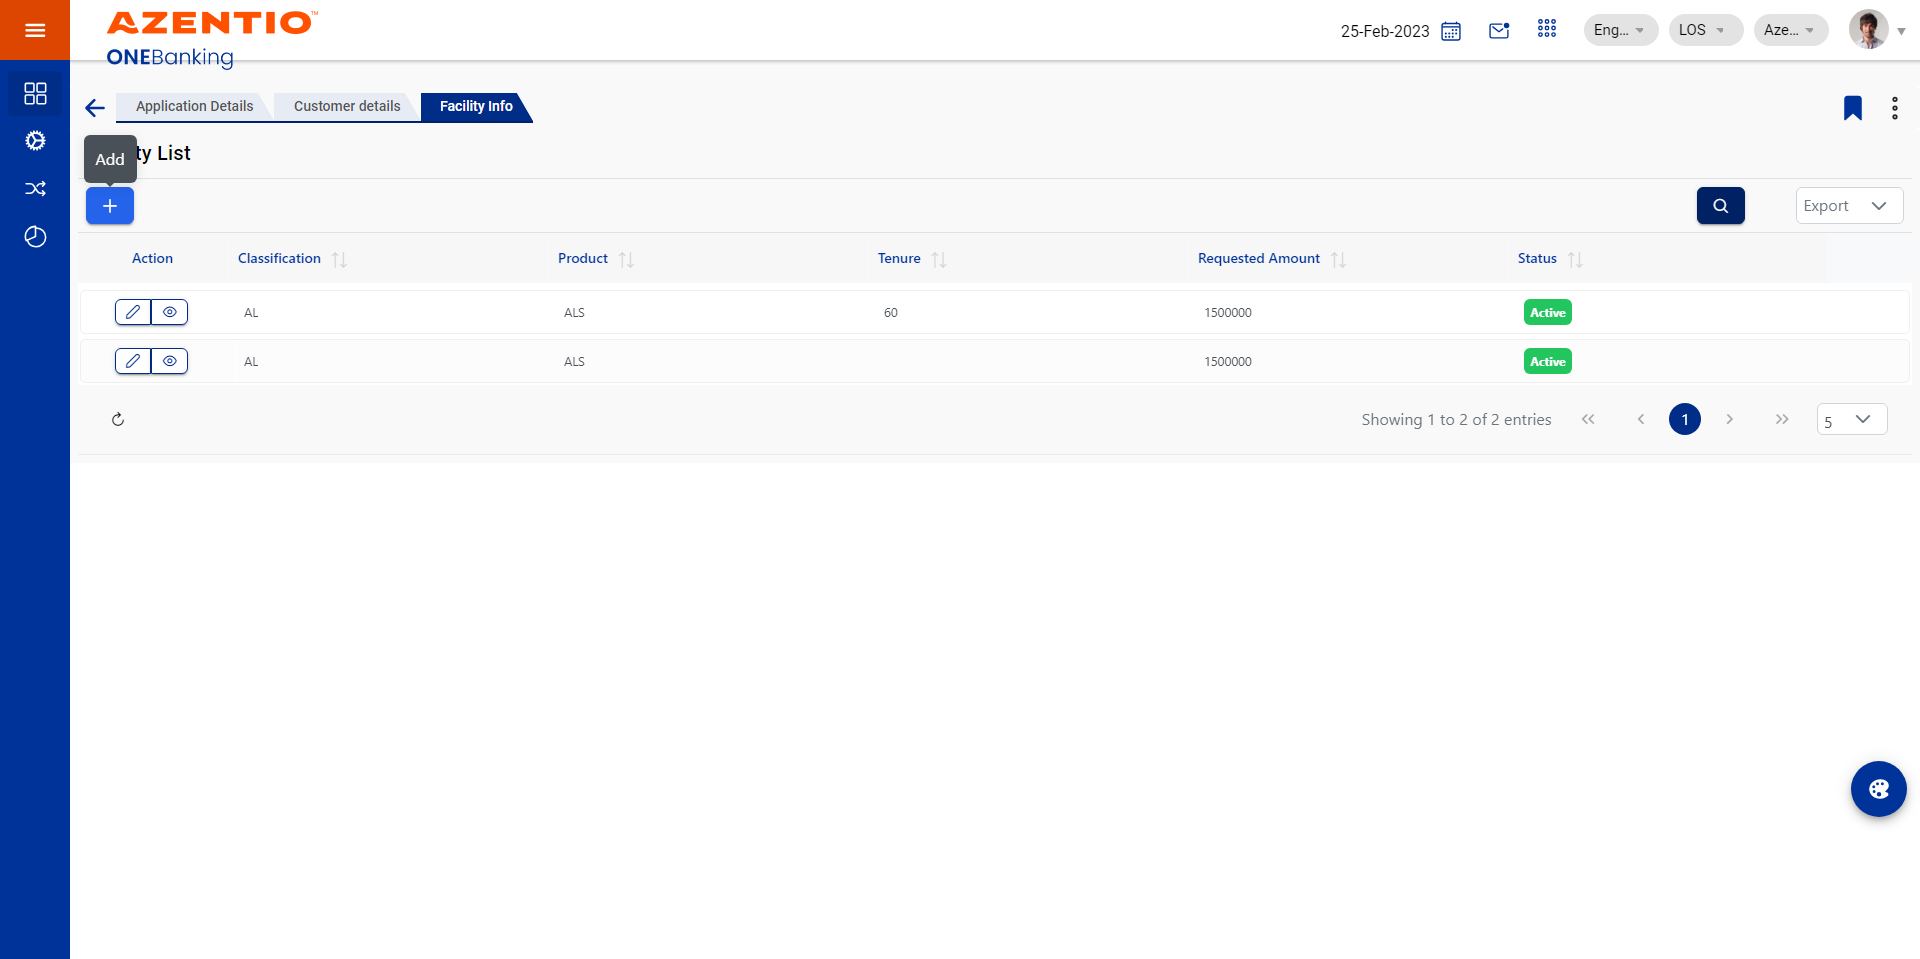 AZENTIO™
ONEBanking
25-Feb-2023
Eng...
LOS
Aze...
Application Details
Customer details
Facility Info
Add
ty List
Export
Action
Classification
Product
Tenure
Requested Amount
Status
AL
ALS
60
1500000
Active
AL
ALS
1500000
Active
Showing 1 to 2 of 2 entries
1
5